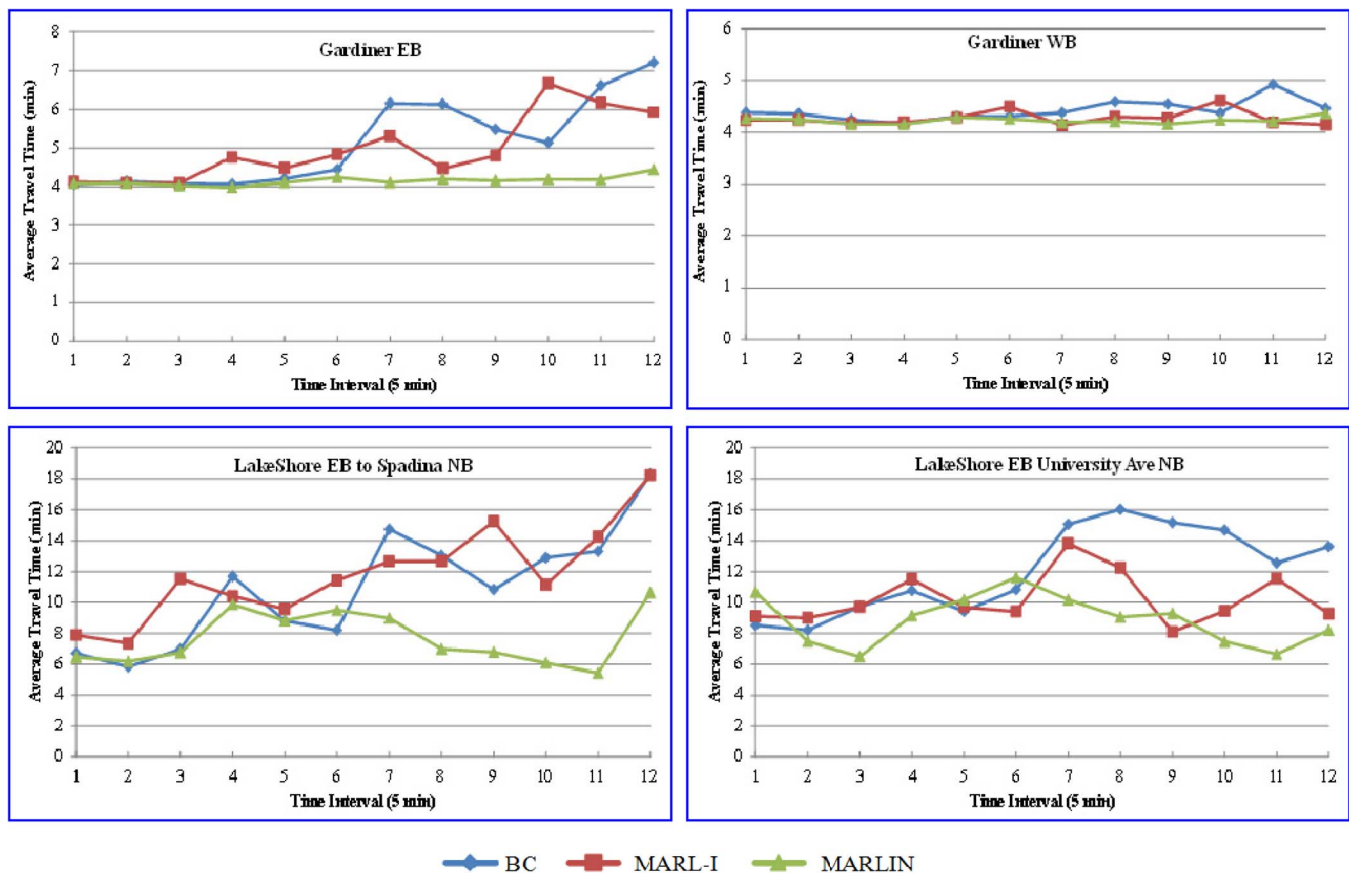 Gardiner EB
Average Travel Time (min)
8
7
6
5
4
3
2
1
0
1 2 3 4 5 6 7 8 9 10 11 12
Time Interval (5 min)
Gardiner WB
Average Travel Time (min)
6
5
4
3
2
1
0
1 2 3 4 5 6 7 8 9 10 11 12
Time Interval (5 min)
LakeShore EB to Spadina NB
Average Travel Time (min)
20
18
16
14
12
10
8
6
4
2
0
1 2 3 4 5 6 7 8 9 10 11 12
Time Interval (5 min)
LakeShore EB University Ave NB
Average Travel Time (min)
20
18
16
14
12
10
8
6
4
2
0
1 2 3 4 5 6 7 8 9 10 11 12
Time Interval (5 min)
BC MARL-I MARLIN